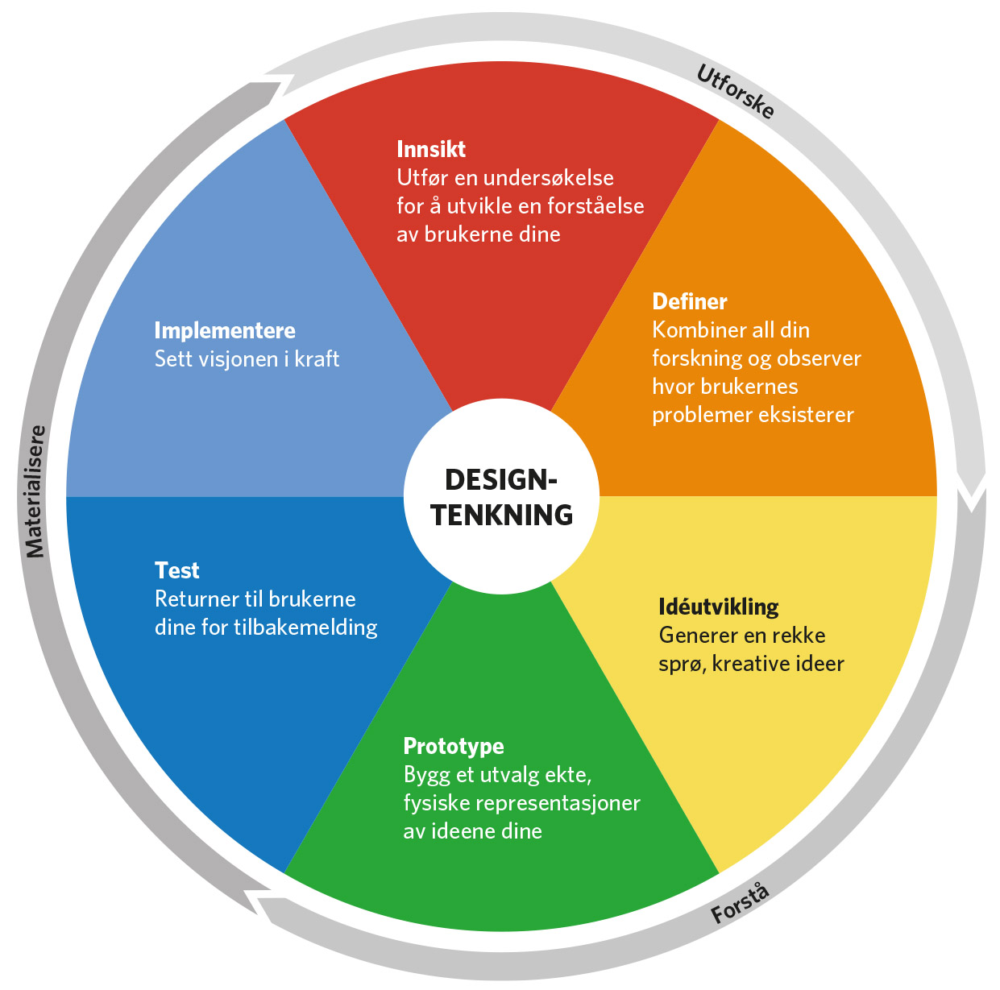 Utforske
Innsikt
Utfør en undersøkelse
for å utvikle en forståelse
av brukerne dine
Definer
Kombiner all din
forskning og observer
hvor brukernes
problemer eksisterer
Implementere
Sett visjonen i kraft
Materialisere
DESIGN-
TENKNING
Test
Returner til brukerne
dine for tilbakemelding
Idéutvikling
Generer en rekke
sprø, kreative ideer
Prototype
Bygg et utvalg ekte,
fysiske representasjoner
av ideene dine
Forstå